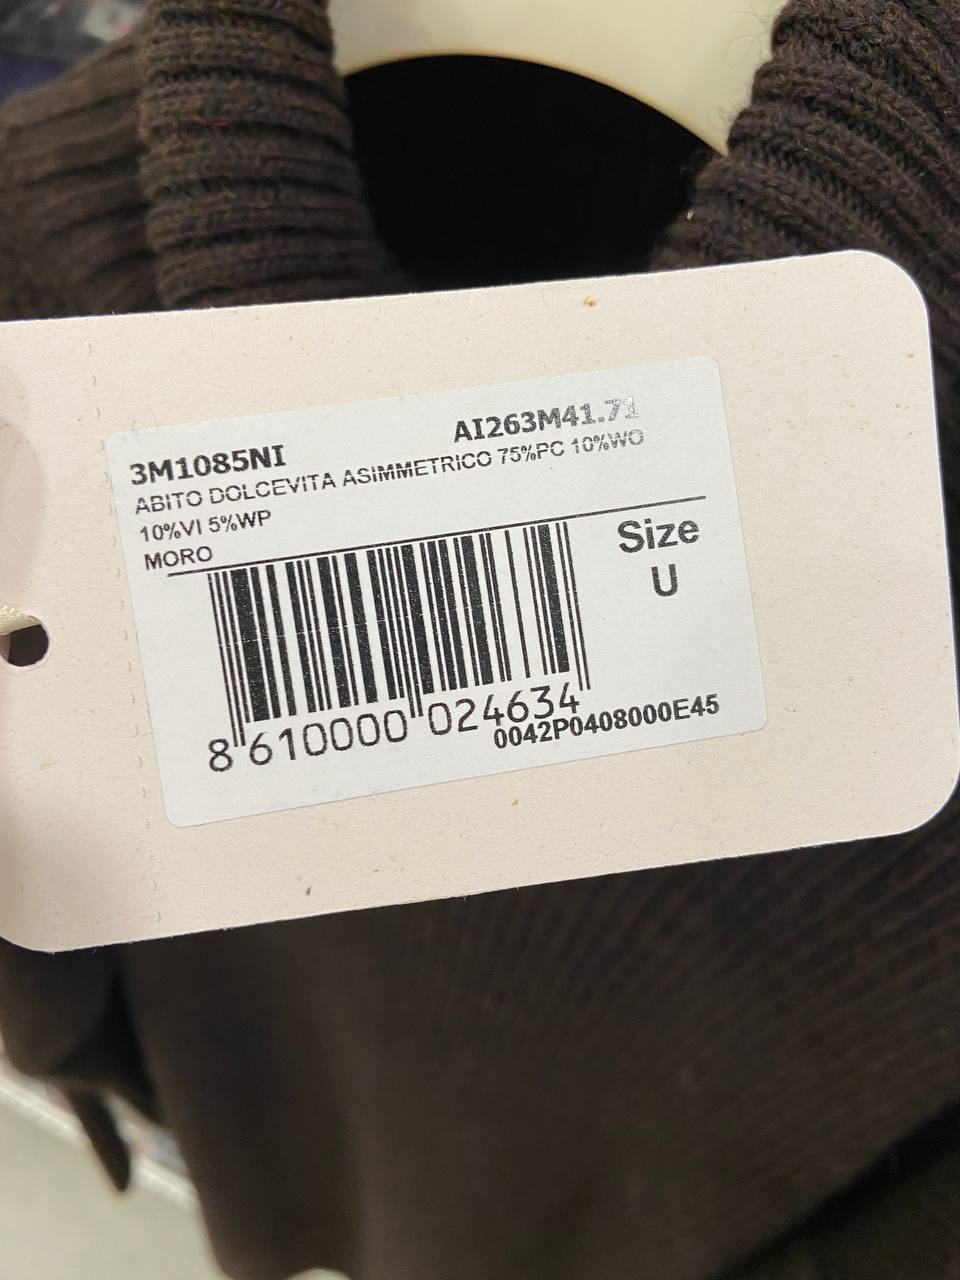 3M1085NI AI263M41.71
ABITO DOLCEVITA ASIMMETRICO 75%PC 10%WO
10%VI 5%WP
MORO
Size
U
8 610000 024634
0042P0408000E45